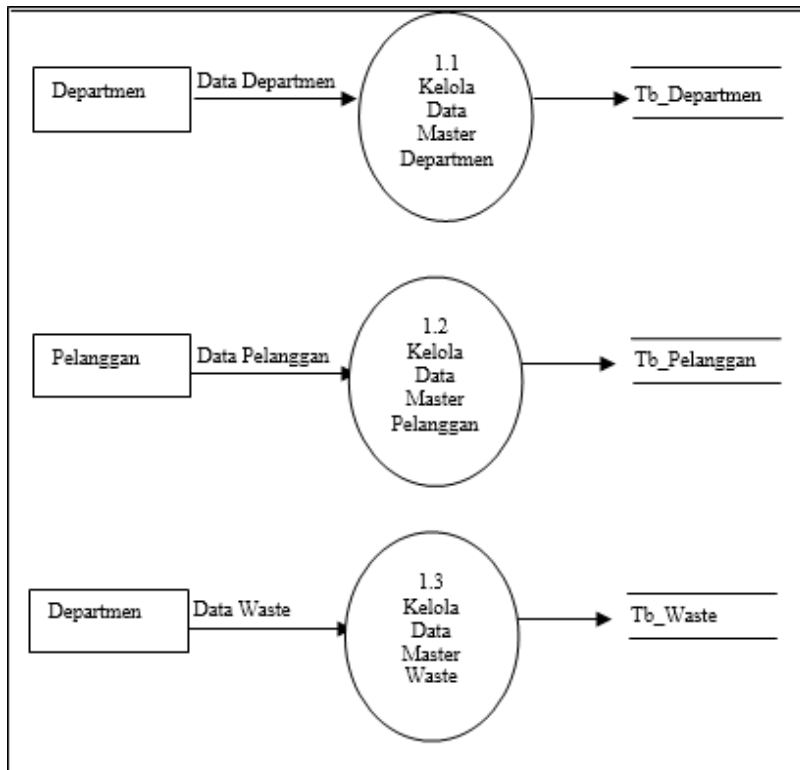 Departmen
Data Departmen
1.1
Kelola
Data
Master
Departmen
Tb_Departmen
Pelanggan
Data Pelanggan
1.2
Kelola
Data
Master
Pelanggan
Tb_Pelanggan
Departmen
Data Waste
1.3
Kelola
Data
Master
Waste
Tb_Waste